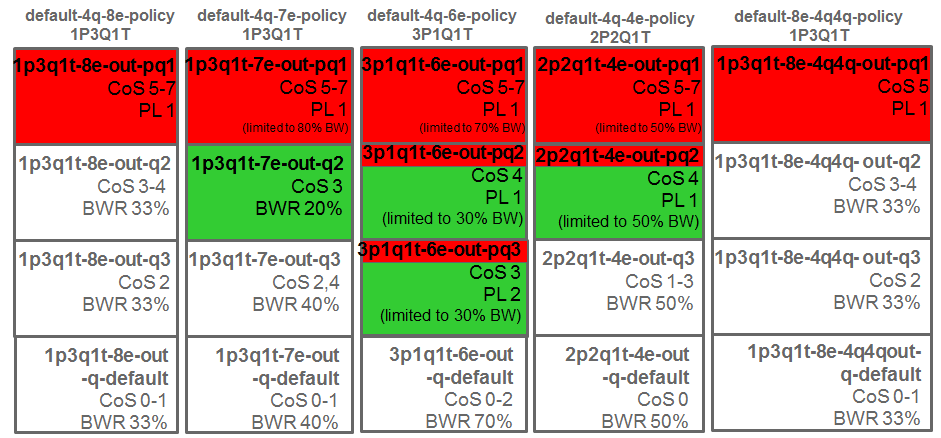 default-4q-8e-policy
1P3Q1T
1p3q1t-8e-out-pq1
CoS 5-7
PL 1
1p3q1t-8e-out-q2
CoS 3-4
BWR 33%
1p3q1t-8e-out-q3
CoS 2
BWR 33%
1p3q1t-8e-out
-q-default
CoS 0-1
BWR 33%
default-4q-7e-policy
1P3Q1T
1p3q1t-7e-out-pq1
CoS 5-7
PL 1
(limited to 80% BW)
1p3q1t-7e-out-q2
CoS 3
BWR 20%
1p3q1t-7e-out-q3
CoS 2,4
BWR 40%
1p3q1t-7e-out
-q-default
CoS 0-1
BWR 40%
default-4q-6e-policy
3P1Q1T
3p1q1t-6e-out-pq1
CoS 5-7
PL 1
(limited to 70% BW)
3p1q1t-6e-out-pq2
CoS 4
PL 1
(limited to 30% BW)
3p1q1t-6e-out-pq3
CoS 3
PL 2
(limited to 30% BW)
3p1q1t-6e-out
-q-default
CoS 0-2
BWR 70%
default-4q-4e-policy
2P2Q1T
2p2q1t-4e-out-pq1
CoS 5-7
PL 1
(limited to 50% BW)
2p2q1t-4e-out-pq2
CoS 4
PL 1
(limited to 50% BW)
2p2q1t-4e-out-q3
CoS 1-3
BWR 50%
2p2q1t-4e-out
-q-default
CoS 0
BWR 50%
default-8e-4q4q-policy
1P3Q1T
1p3q1t-8e-4q4q-out-pq1
CoS 5
PL 1
1p3q1t-8e-4q4q- out-q2
CoS 3-4
BWR 33%
1p3q1t-8e-4q4q- out-q3
CoS 2
BWR 33%
1p3q1t-8e-4q4qout-
q-default
CoS 0-1
BWR 33%